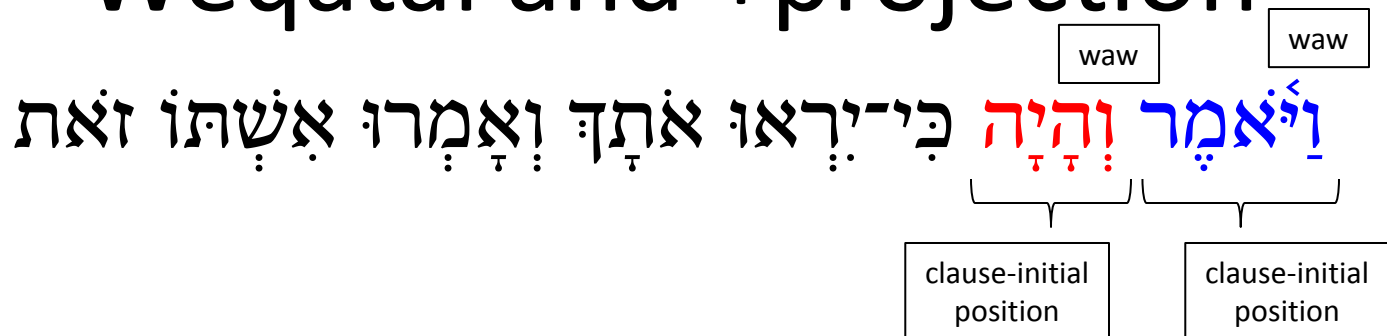 Weqatal and +projection
waw
waw
וַיֹּ֫אמֶר וְהָיָה כִּי־יִרְאוּ אֹתָךְ וְאָמְרוּ אִשְׁתּוֹ זֹאת
clause-initial
position
clause-initial
position